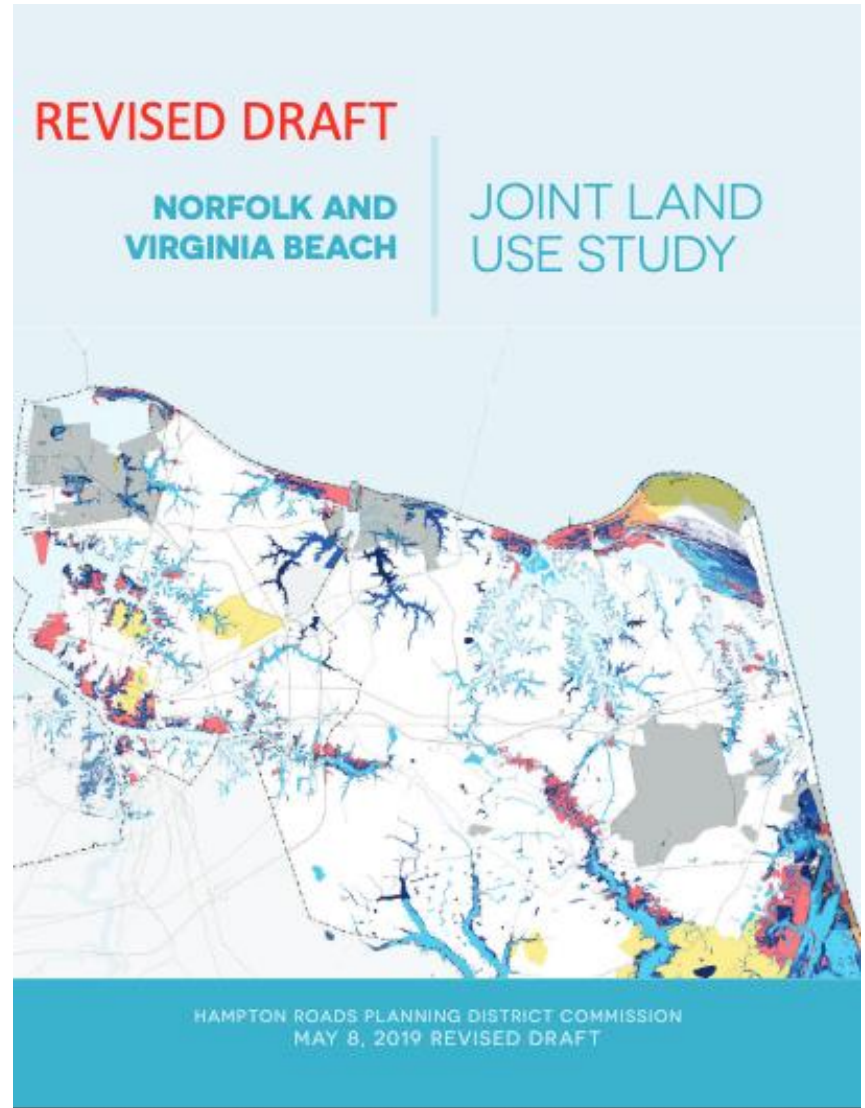 REVISED DRAFT
NORFOLK AND
VIRGINIA BEACH
JOINT LAND
USE STUDY
HAMPTON ROADS PLANNING DISTRICT COMMISSION
MAY 8, 2019 REVISED DRAFT